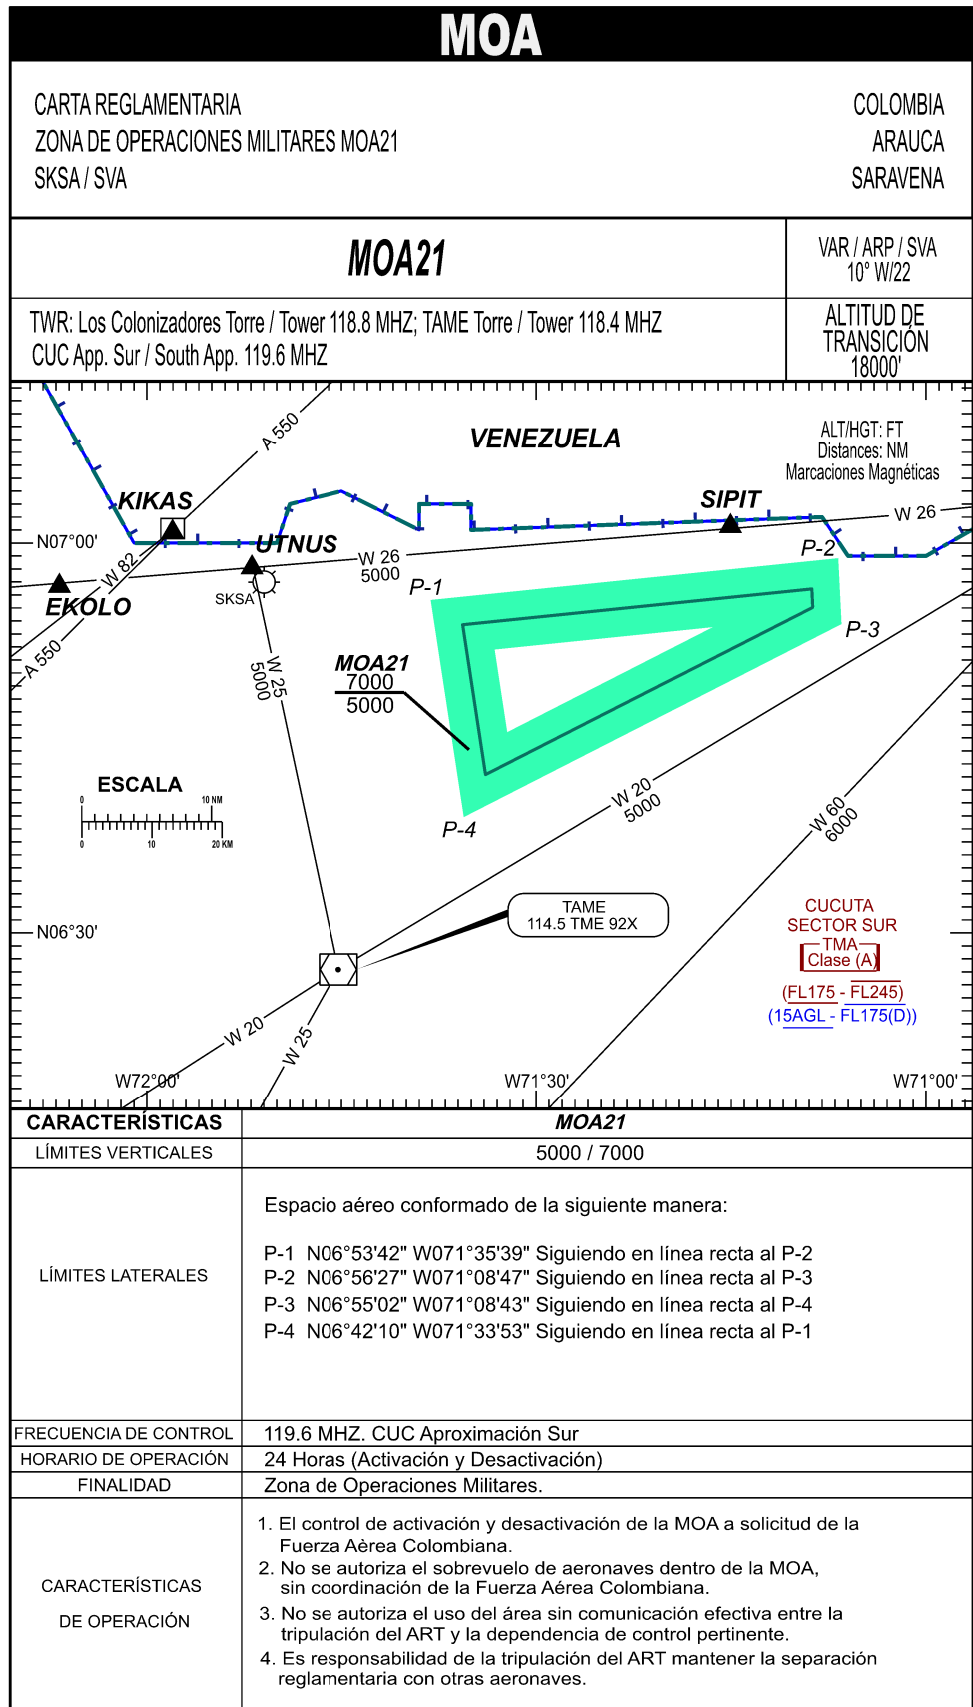 MOA
CARTA REGLAMENTARIA
ZONA DE OPERACIONES MILITARES MOA21
SKSA / SVA
COLOMBIA
ARAUCA
SARAVENA
MOA21
VAR / ARP / SVA
10° W/22
TWR: Los Colonizadores Torre / Tower 118.8 MHZ; TAME Torre / Tower 118.4 MHZ
CUC App. Sur / South App. 119.6 MHZ
ALTITUD DE
TRANSICIÓN
18000'
A 550
VENEZUELA
ALT/HGT: FT
Distances: NM
Marcaciones Magnéticas
KIKAS
SIPIT
W 26
N07°00'
UTNUS
W 26
5000
P-2
W 82
EKOLO
SKSA
P-1
P-3
A 550
W 25
5000
MOA21
7000
5000
ESCALA
0 10 NM
0 10 20 KM
P-4
W 20
5000
W 60
6000
TAME
114.5 TME 92X
CUCUTA
SECTOR SUR
TMA
Clase (A)
(FL175 - FL245)
(15AGL - FL175(D))
N06°30'
W 20
W 25
W72°00'
W71°30'
W71°00'
CARACTERÍSTICAS
MOA21
LÍMITES VERTICALES
5000 / 7000
LÍMITES LATERALES
Espacio aéreo conformado de la siguiente manera:
P-1 N06°53'42" W071°35'39" Siguiendo en línea recta al P-2
P-2 N06°56'27" W071°08'47" Siguiendo en línea recta al P-3
P-3 N06°55'02" W071°08'43" Siguiendo en línea recta al P-4
P-4 N06°42'10" W071°33'53" Siguiendo en línea recta al P-1
FRECUENCIA DE CONTROL
119.6 MHZ. CUC Aproximación Sur
HORARIO DE OPERACIÓN
24 Horas (Activación y Desactivación)
FINALIDAD
Zona de Operaciones Militares.
CARACTERÍSTICAS
DE OPERACIÓN
1. El control de activación y desactivación de la MOA a solicitud de la
Fuerza Aèrea Colombiana.
2. No se autoriza el sobrevuelo de aeronaves dentro de la MOA,
sin coordinación de la Fuerza Aérea Colombiana.
3. No se autoriza el uso del área sin comunicación efectiva entre la
tripulación del ART y la dependencia de control pertinente.
4. Es responsabilidad de la tripulación del ART mantener la separación
reglamentaria con otras aeronaves.